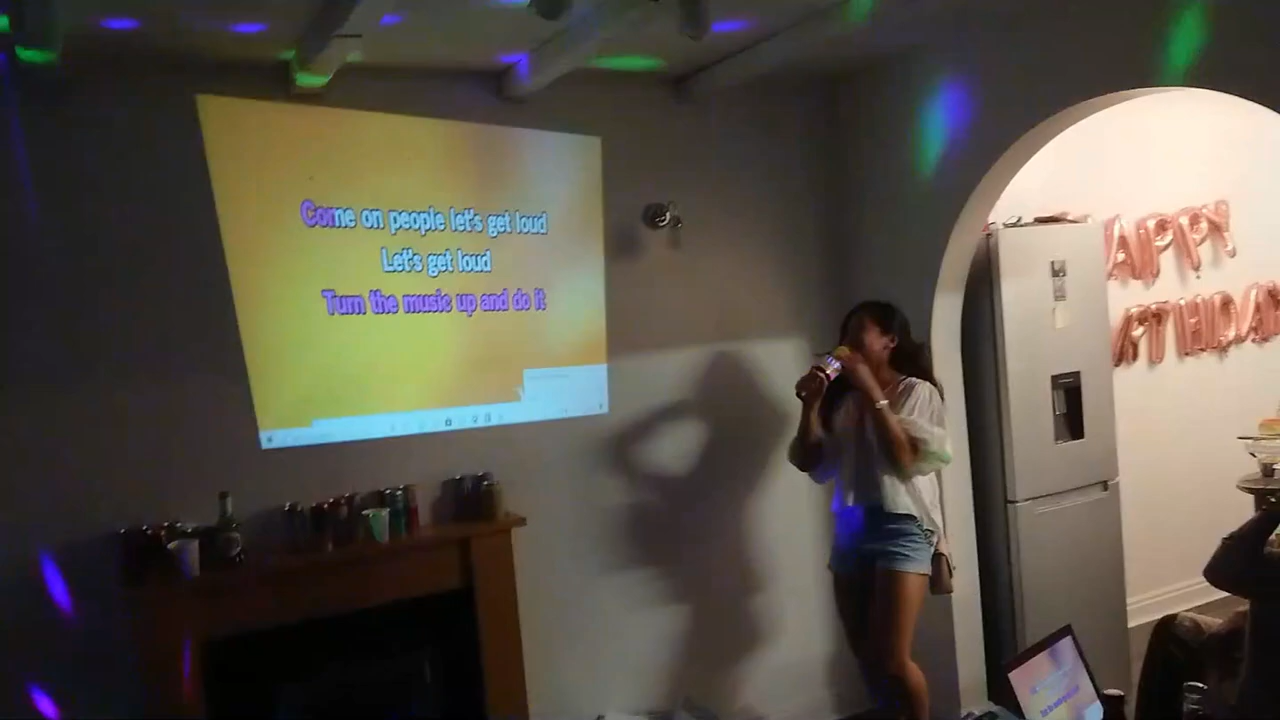 Come on people let's get loud
Let's get loud
Turn the music up and do it
APPY
RTHDA